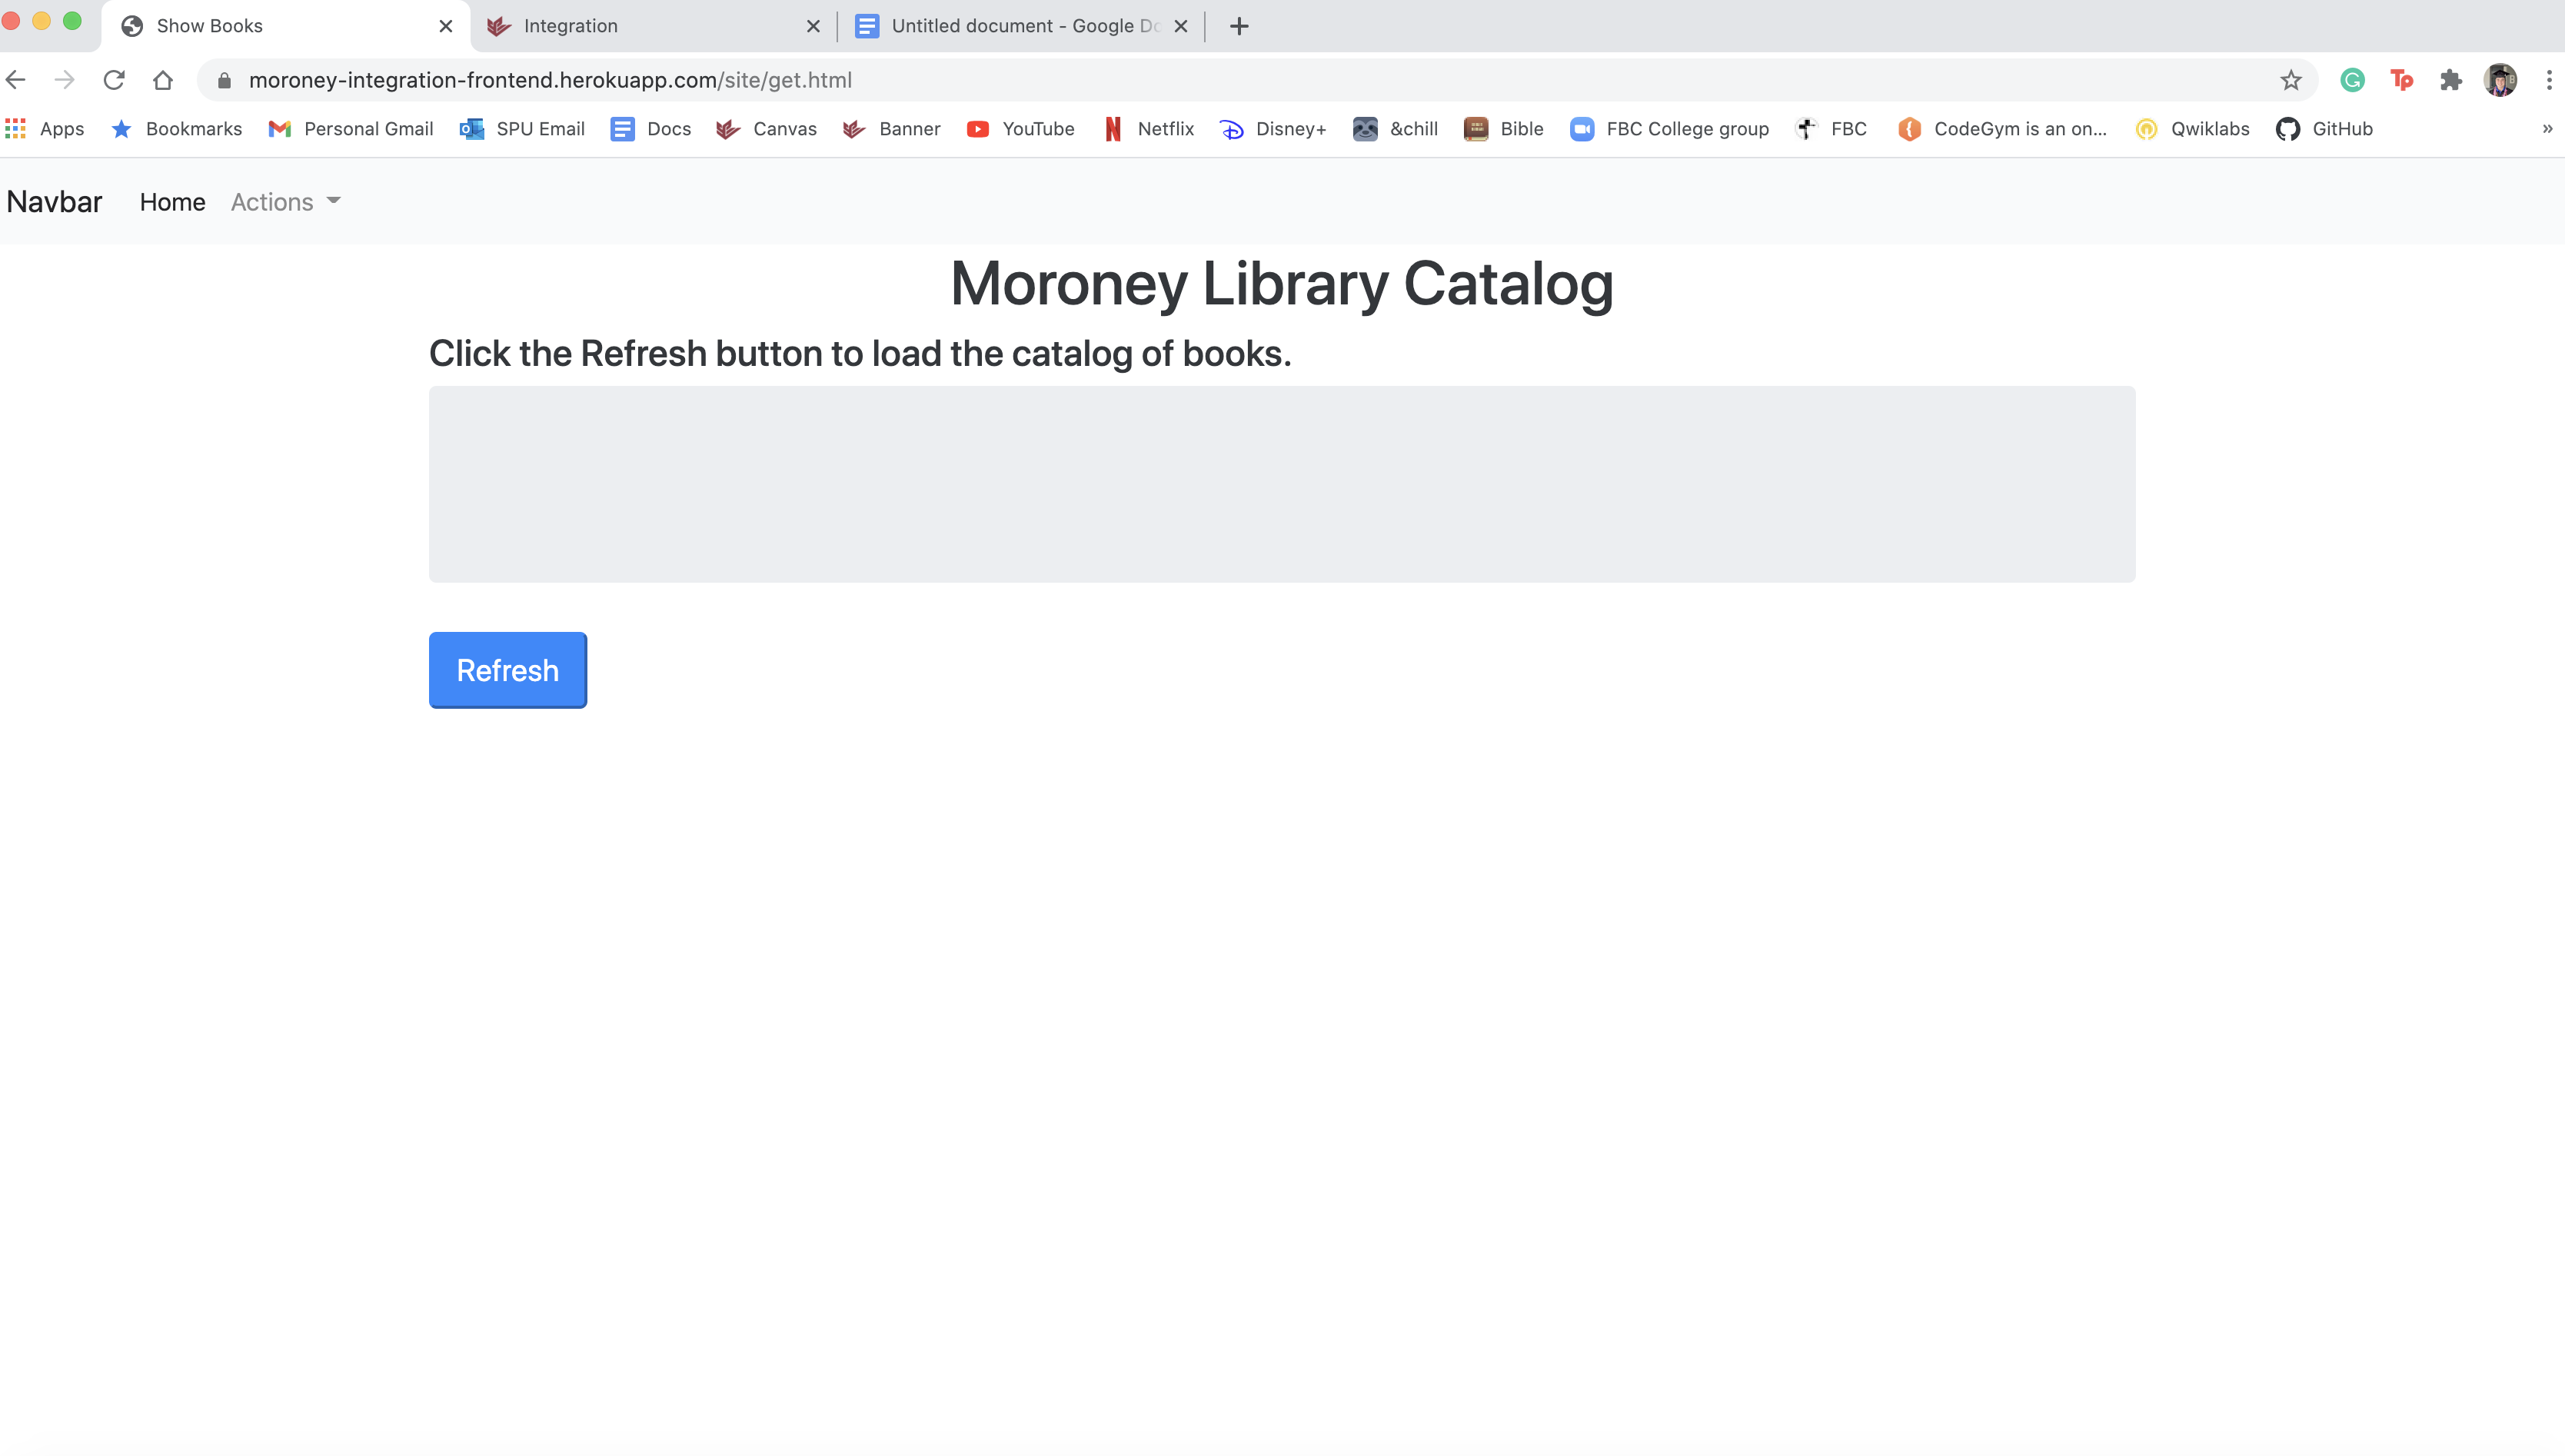 Show Books
Integration
Untitled document - Google Do
moroney-integration-frontend.herokuapp.com/site/get.html
Apps Bookmarks Personal Gmail SPU Email Docs Canvas Banner YouTube Netflix Disney+ &chill Bible FBC College group FBC CodeGym is an on... Qwiklabs GitHub »
Navbar Home Actions
Moroney Library Catalog
Click the Refresh button to load the catalog of books.
Refresh